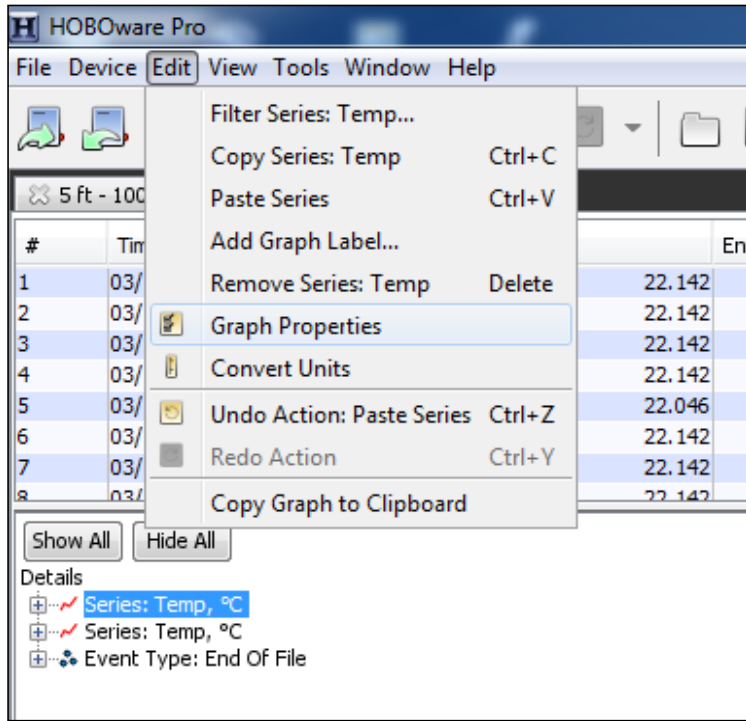 H HOBOware Pro
File Device Edit View Tools Window Help
Filter Series: Temp...
Copy Series: Temp Ctrl+C
Paste Series Ctrl+V
Add Graph Label...
Remove Series: Temp Delete
Graph Properties
Convert Units
Undo Action: Paste Series Ctrl+Z
Redo Action Ctrl+Y
Copy Graph to Clipboard
5 ft - 100
# Tim En
1 03/ 22.142
2 03/ 22.142
3 03/ 22.142
4 03/ 22.142
5 03/ 22.046
6 03/ 22.142
7 03/ 22.142
8 03/ 22.142
Show All Hide All
Details
Series: Temp, °C
Series: Temp, °C
Event Type: End Of File